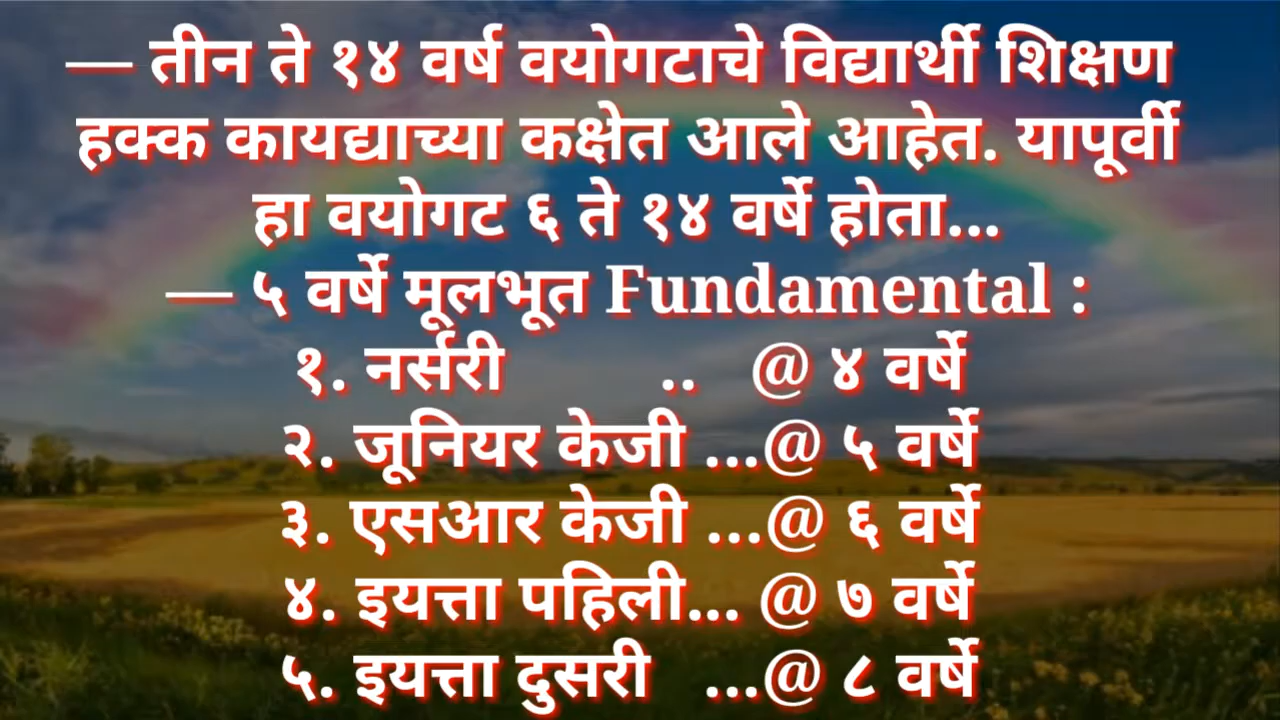 — तीन ते १४ वर्ष वयोगटाचे विद्यार्थी शिक्षण
हक्क कायद्याच्या कक्षेत आले आहेत. यापूर्वी
हा वयोगट ६ ते १४ वर्षे होता...
— ५ वर्षे मूलभूत Fundamental :
१. नर्सरी .. @ ४ वर्षे
२. जूनियर केजी ...@ ५ वर्षे
३. एसआर केजी ...@ ६ वर्षे
४. इयत्ता पहिली... @ ७ वर्षे
५. इयत्ता दुसरी ...@ ८ वर्षे